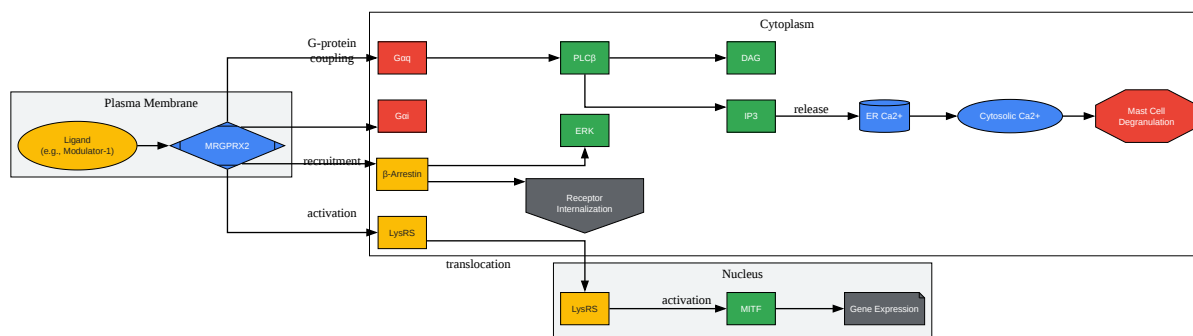 Cytoplasm
G-protein
coupling
Gαq
PLCβ
DAG
Plasma Membrane
Gαi
IP3
release
ER Ca2+
Cytosolic Ca2+
Mast Cell
Degranulation
ERK
Ligand
(e.g., Modulator-1)
MRGPRX2
recruitment
β-Arrestin
Receptor
Internalization
activation
LysRS
translocation
Nucleus
LysRS
activation
MITF
Gene Expression